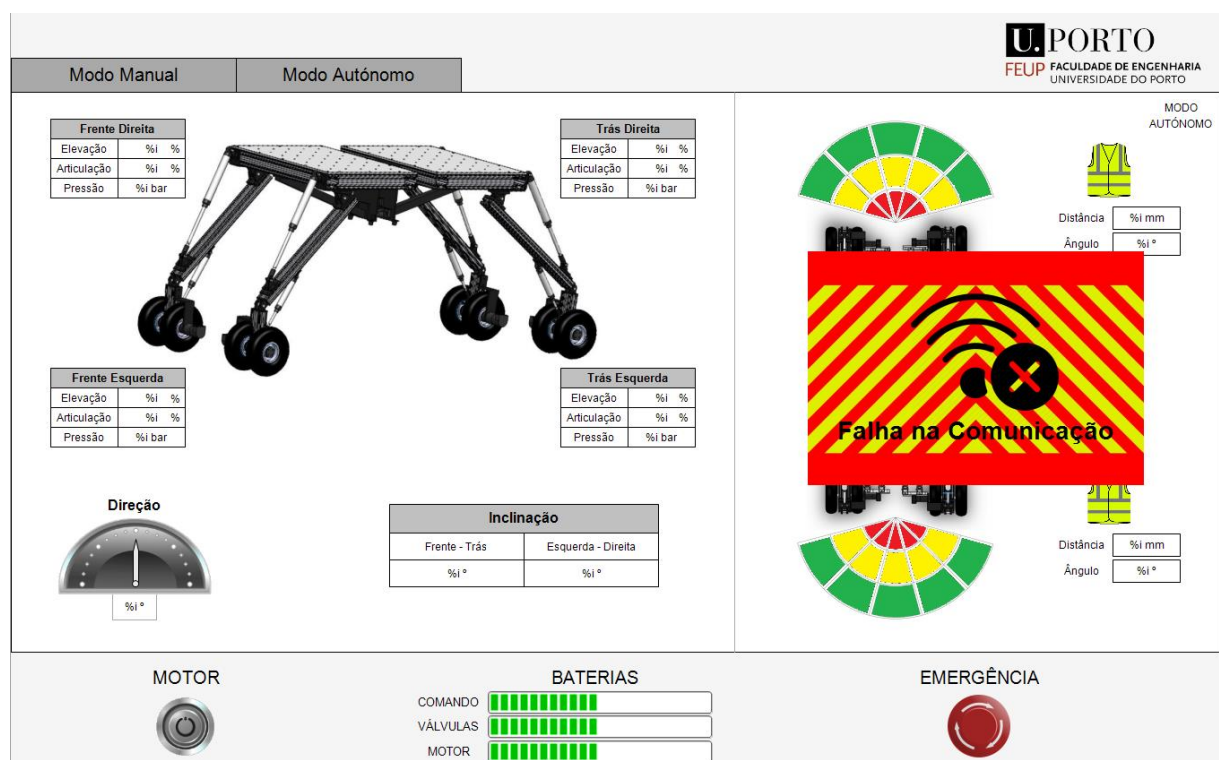 U. PORTO
FEUP FACULDADE DE ENGENHARIA
UNIVERSIDADE DO PORTO
Modo Manual
Modo Autónomo
Frente Direita
Elevação %i %
Articulação %i %
Pressão %i bar
Trás Direita
Elevação %i %
Articulação %i %
Pressão %i bar
Frente Esquerda
Elevação %i %
Articulação %i %
Pressão %i bar
Trás Esquerda
Elevação %i %
Articulação %i %
Pressão %i bar
Direção
%i º
Inclinação
Frente - Trás Esquerda - Direita
%i º %i º
MODO
AUTÓNOMO
Distância %i mm
Ângulo %i º
Falha na Comunicação
Distância %i mm
Ângulo %i º
MOTOR
BATERIAS
COMANDO
VÁLVULAS
MOTOR
EMERGÊNCIA